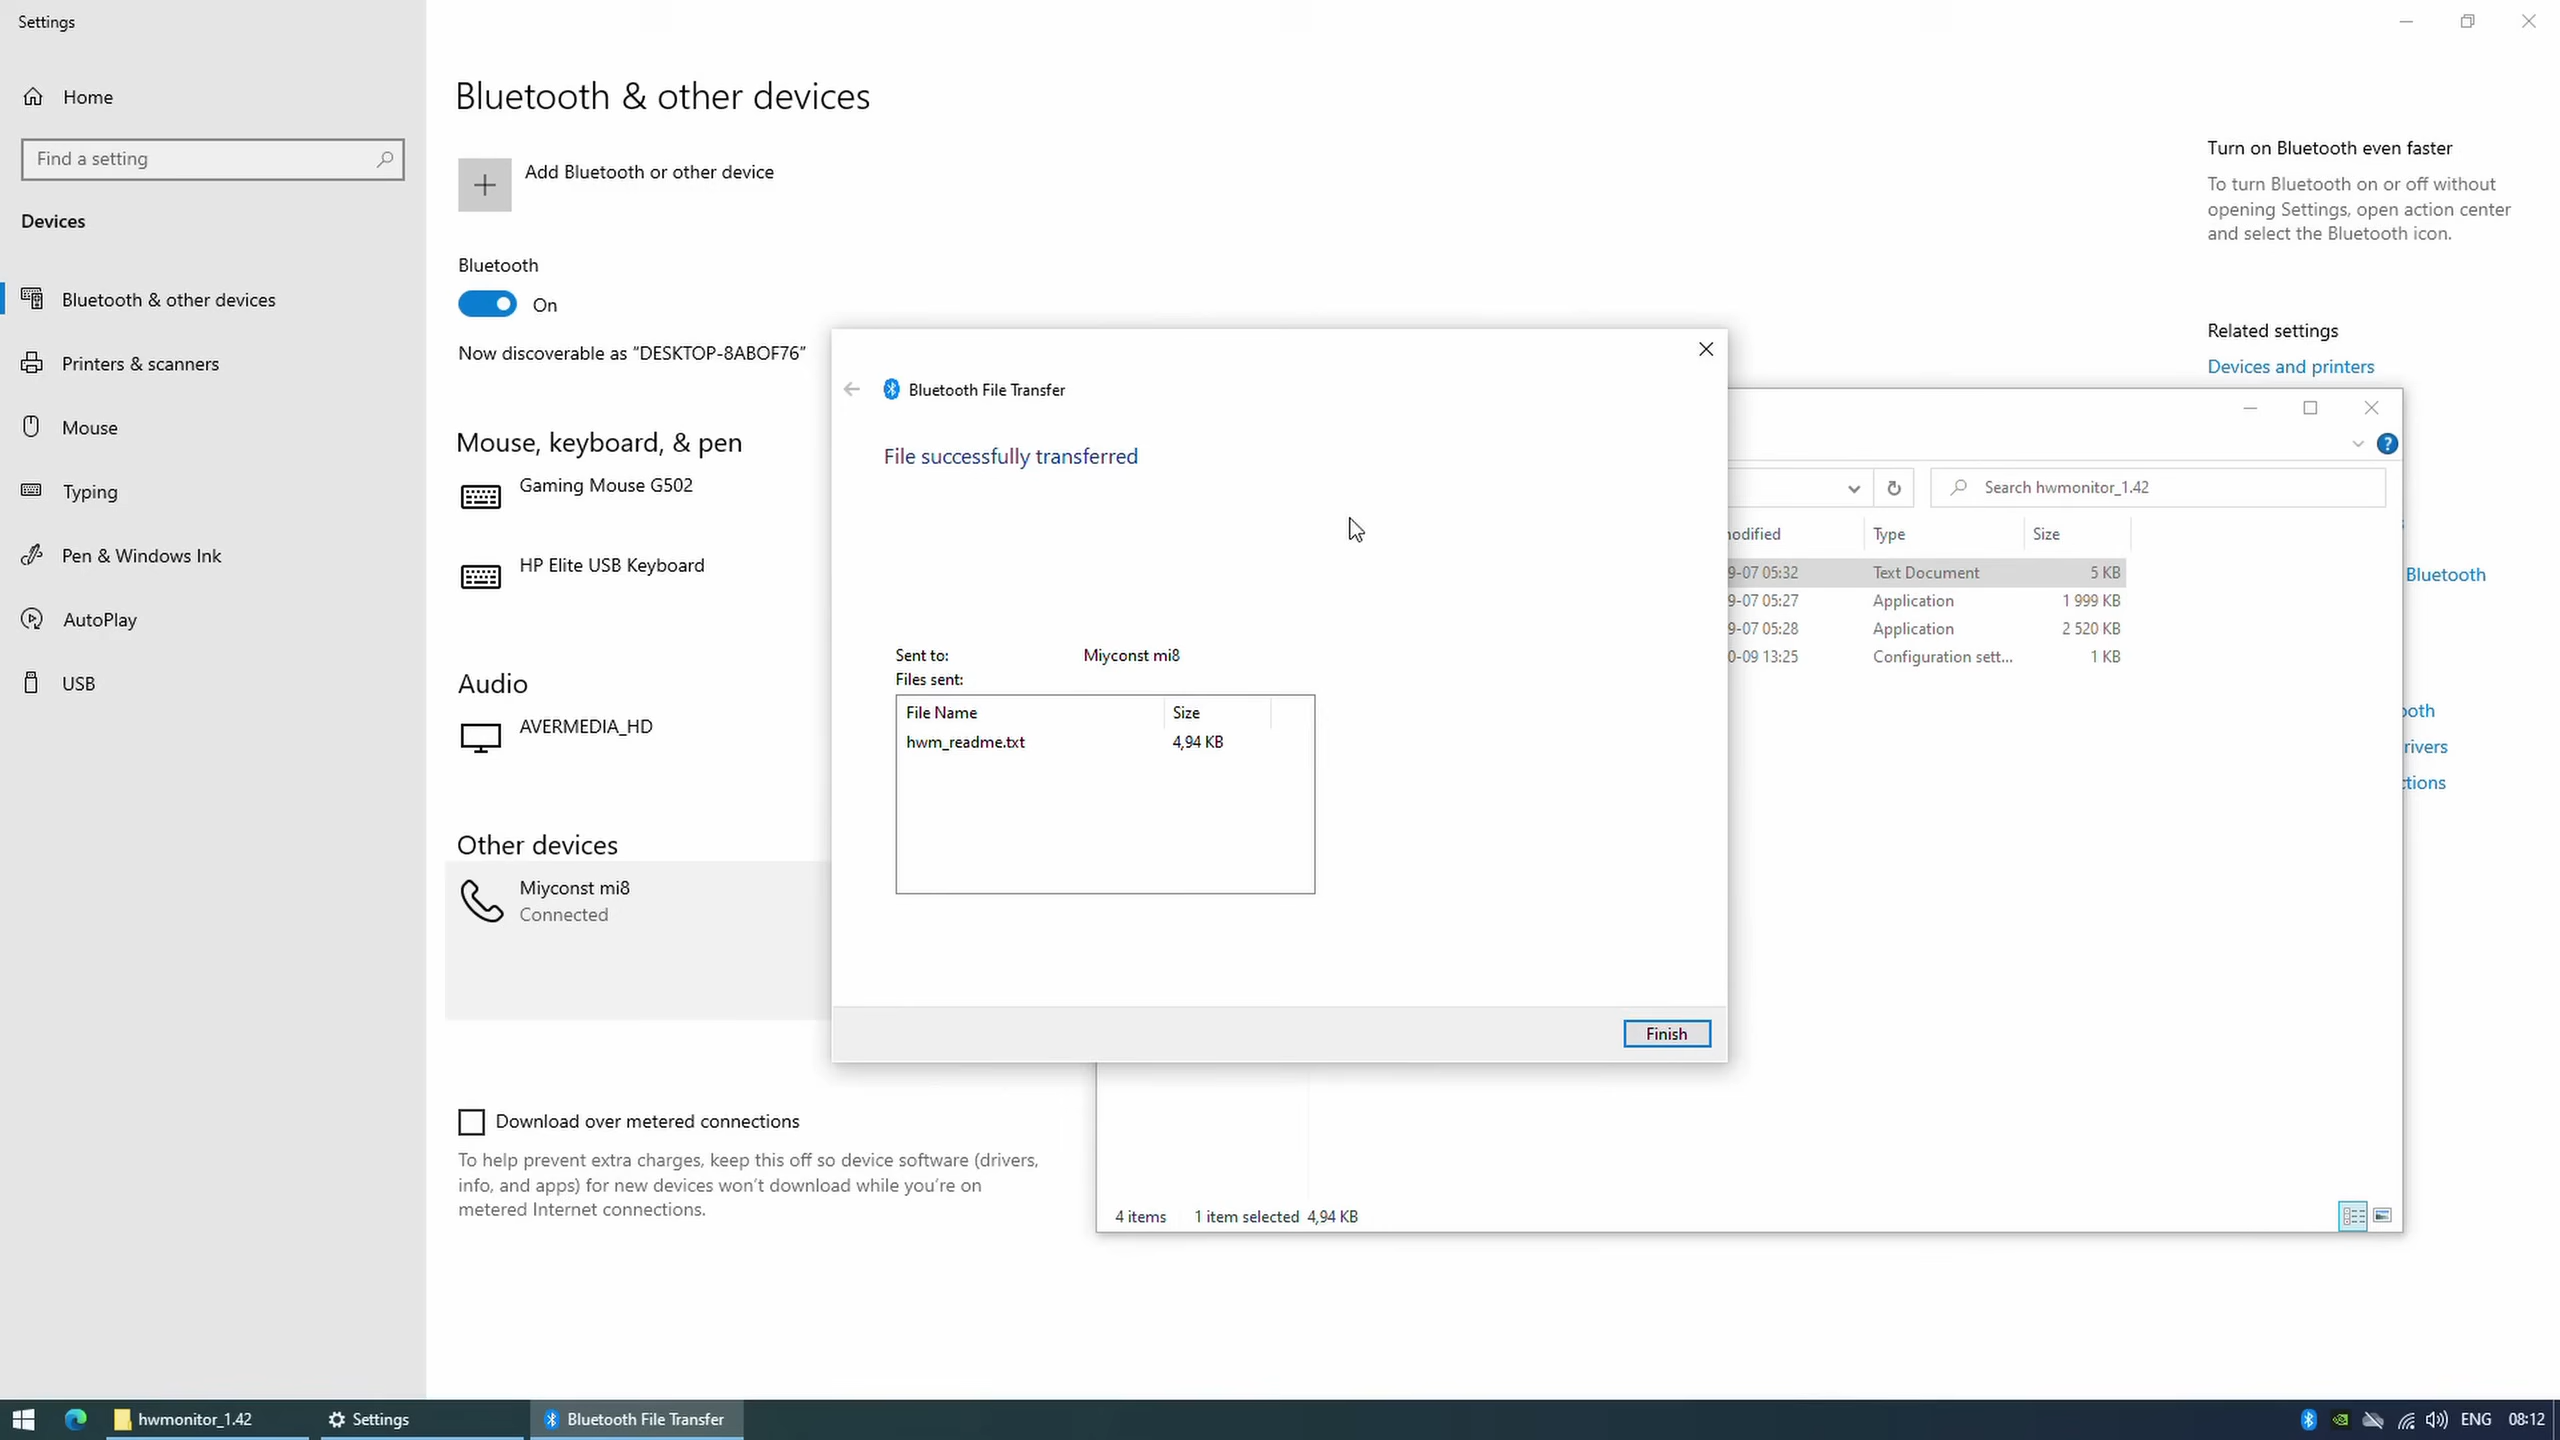 Settings
Home
Find a setting
Devices
Bluetooth & other devices
Printers & scanners
Mouse
Typing
Pen & Windows Ink
AutoPlay
USB
Bluetooth & other devices
Add Bluetooth or other device
Bluetooth
On
Now discoverable as “DESKTOP-8ABOF76”
Mouse, keyboard, & pen
Gaming Mouse G502
HP Elite USB Keyboard
Audio
AVERMEDIA_HD
Other devices
Miyconst mi8
Connected
Download over metered connections
To help prevent extra charges, keep this off so device software (drivers,
info, and apps) for new devices won’t download while you’re on
metered Internet connections.
Turn on Bluetooth even faster
To turn Bluetooth on or off without
opening Settings, open action center
and select the Bluetooth icon.
Related settings
Devices and printers
Bluetooth
Bluetooth File Transfer
File successfully transferred
Sent to: Miyconst mi8
Files sent:
File Name Size
hwm_readme.txt 4,94 KB
Finish
Search hwmonitor_1.42
Type Size
9-07 05:32 Text Document 5 KB
9-07 05:27 Application 1 999 KB
9-07 05:28 Application 2 520 KB
0-09 13:25 Configuration sett... 1 KB
4 items 1 item selected 4,94 KB
hwmonitor_1.42
Settings
Bluetooth File Transfer
ENG
08:12